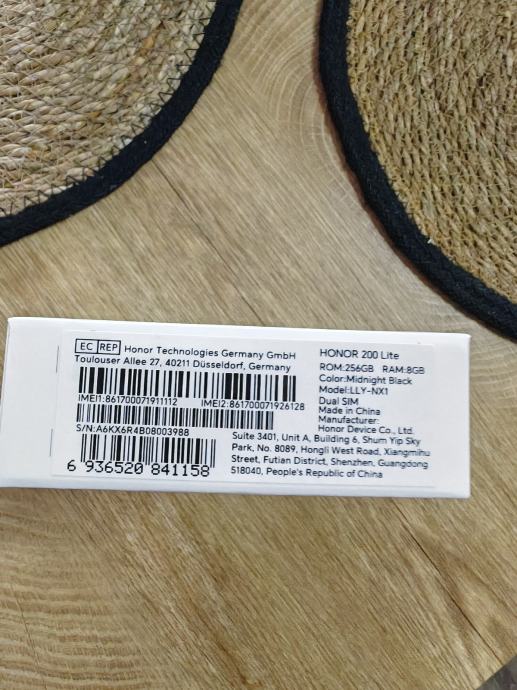 EC REP Honor Technologies Germany GmbH
Toulouser Allee 27, 40211 Düsseldorf, Germany
IMEI1:861700071911112 IMEI2:861700071926128
S/N:A6KX6R4B08003988
6 936520 841158
HONOR 200 Lite
ROM:256GB RAM:8GB
Color:Midnight Black
Model:LLY-NX1
Dual SIM
Made in China
Manufacturer:
Honor Device Co., Ltd.
Suite 3401, Unit A, Building 6, Shum Yip Sky
Park, No. 8089, Hongli West Road, Xiangmihu
Street, Futian District, Shenzhen, Guangdong
518040, People's Republic of China